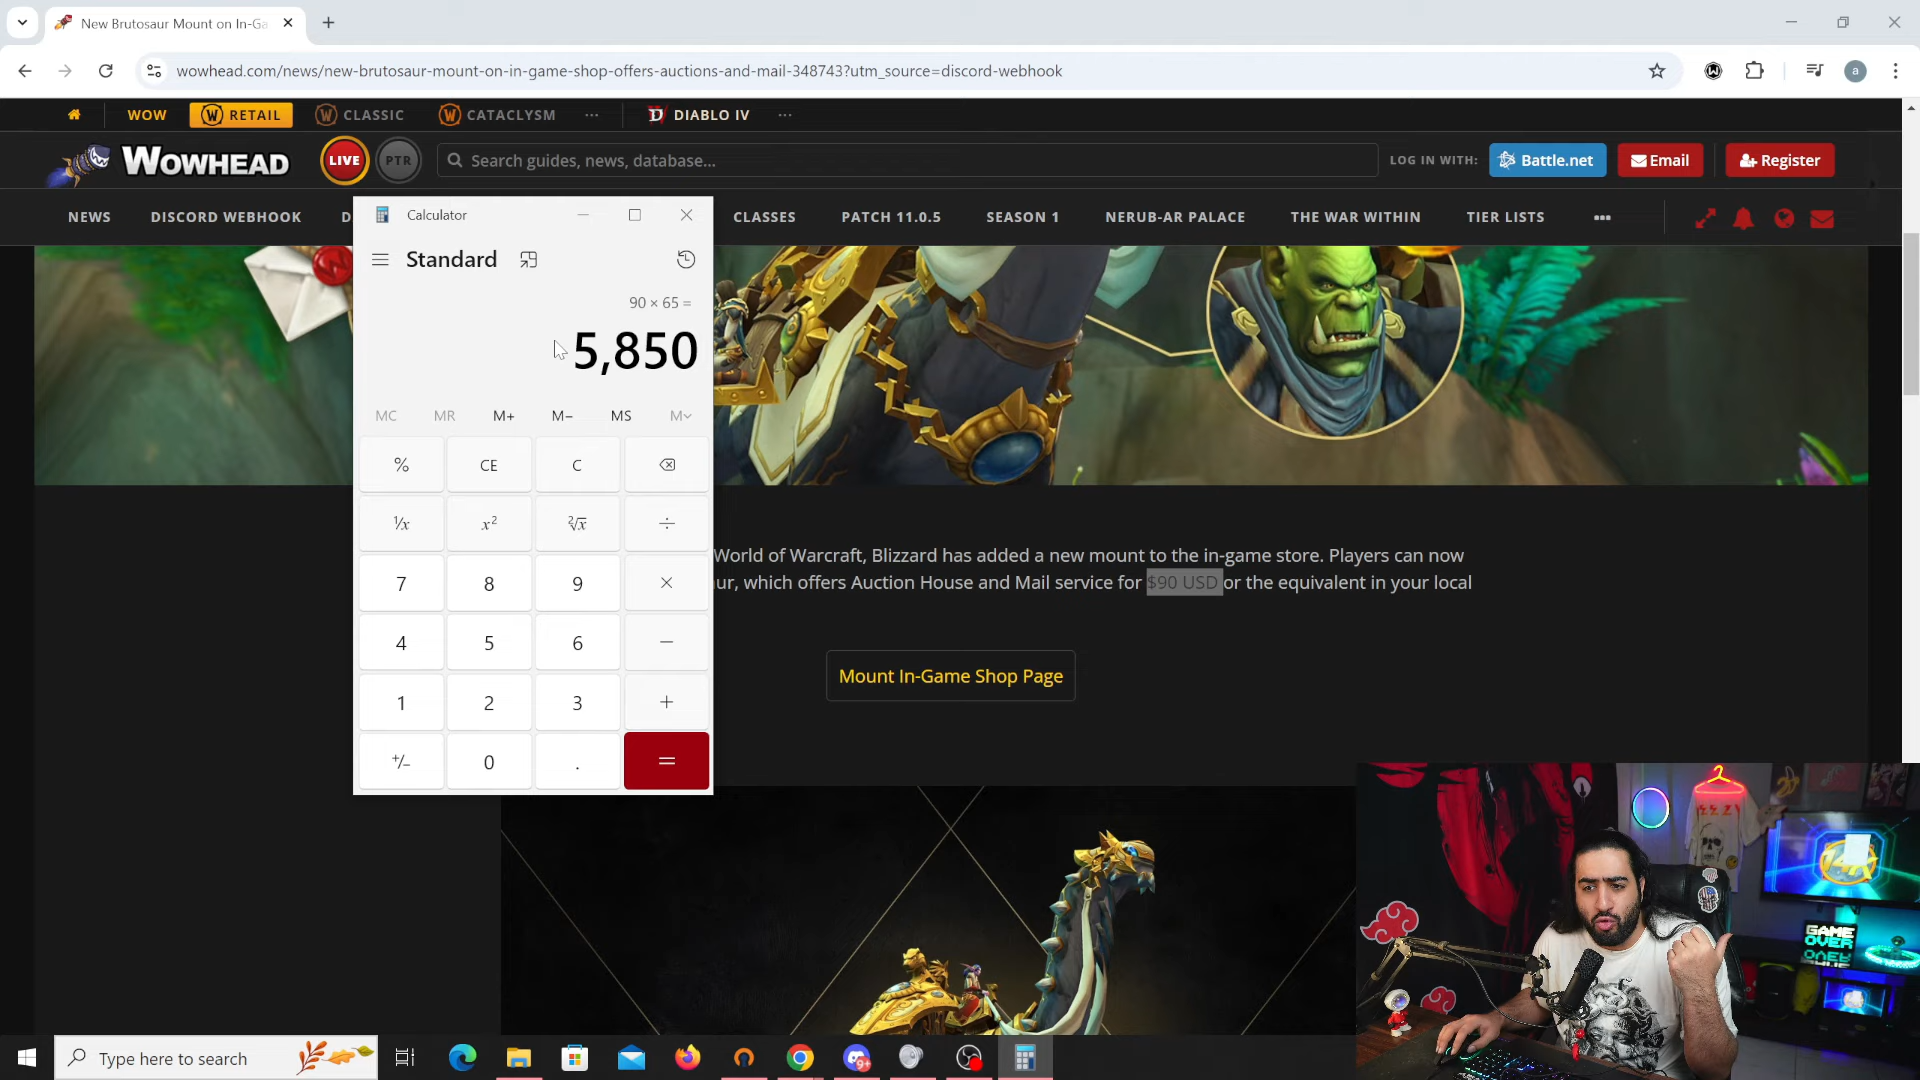 New Brutosaur Mount on In-Ga
wowhead.com/news/new-brutosaur-mount-on-in-game-shop-offers-auctions-and-mail-348743?utm_source=discord-webhook
a
WOW
RETAIL
CLASSIC
CATACLYSM
...
DIABLO IV
...
WOWHEAD
LIVE
PTR
Search guides, news, database...
LOG IN WITH:
Battle.net
Email
Register
NEWS
DISCORD WEBHOOK
D
CLASSES
PATCH 11.0.5
SEASON 1
NERUB-AR PALACE
THE WAR WITHIN
TIER LISTS
Calculator
Standard
90 × 65 =
5,850
MC MR M+ M− MS M
% CE C
1/x x² ²√x ÷
7 8 9 ×
4 5 6 −
1 2 3 +
+/− 0 . =
World of Warcraft, Blizzard has added a new mount to the in-game store. Players can now
ur, which offers Auction House and Mail service for $90 USD or the equivalent in your local
Mount In-Game Shop Page
GAME
OVER
Type here to search
9+